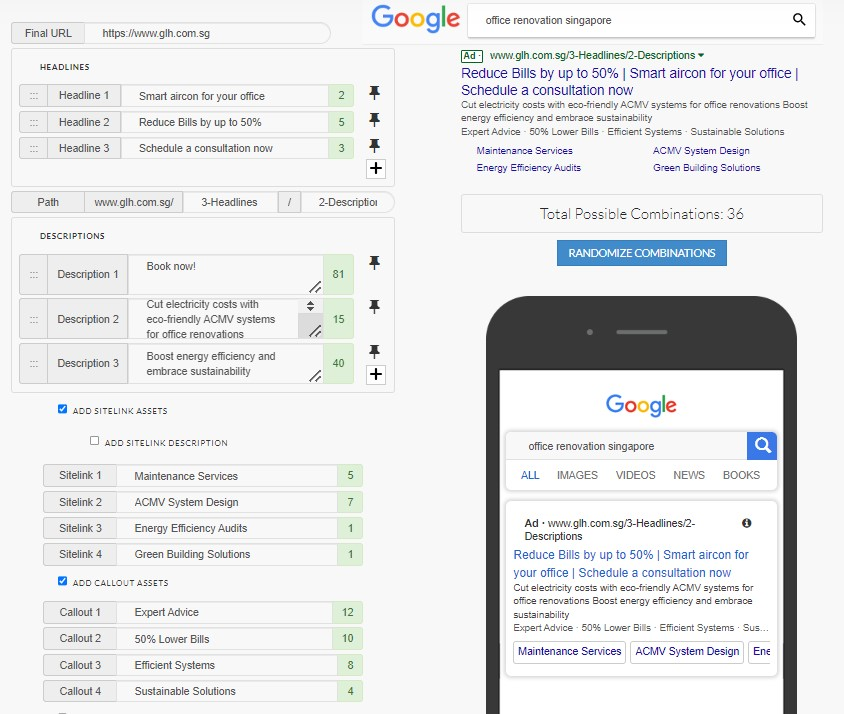 Final URL https://www.glh.com.sg
HEADLINES
::: Headline 1 Smart aircon for your office 2
::: Headline 2 Reduce Bills by up to 50% 5
::: Headline 3 Schedule a consultation now 3
+
Path www.glh.com.sg/ 3-Headlines / 2-Description
DESCRIPTIONS
::: Description 1 Book now! 81
::: Description 2 Cut electricity costs with
eco-friendly ACMV systems
for office renovations 15
::: Description 3 Boost energy efficiency and
embrace sustainability 40
+
ADD SITELINK ASSETS
ADD SITELINK DESCRIPTION
Sitelink 1 Maintenance Services 5
Sitelink 2 ACMV System Design 7
Sitelink 3 Energy Efficiency Audits 1
Sitelink 4 Green Building Solutions 1
ADD CALLOUT ASSETS
Callout 1 Expert Advice 12
Callout 2 50% Lower Bills 10
Callout 3 Efficient Systems 8
Callout 4 Sustainable Solutions 4
Google office renovation singapore
Ad · www.glh.com.sg/3-Headlines/2-Descriptions
Reduce Bills by up to 50% | Smart aircon for your office |
Schedule a consultation now
Cut electricity costs with eco-friendly ACMV systems for office renovations Boost
energy efficiency and embrace sustainability
Expert Advice · 50% Lower Bills · Efficient Systems · Sustainable Solutions
Maintenance Services ACMV System Design
Energy Efficiency Audits Green Building Solutions
Total Possible Combinations: 36
RANDOMIZE COMBINATIONS
Google
office renovation singapore
ALL IMAGES VIDEOS NEWS BOOKS
Ad · www.glh.com.sg/3-Headlines/2-
Descriptions
Reduce Bills by up to 50% | Smart aircon for
your office | Schedule a consultation now
Cut electricity costs with eco-friendly ACMV systems for
office renovations Boost energy efficiency and embrace
sustainability
Expert Advice · 50% Lower Bills · Efficient Systems · Sus...
Maintenance Services ACMV System Design Ene